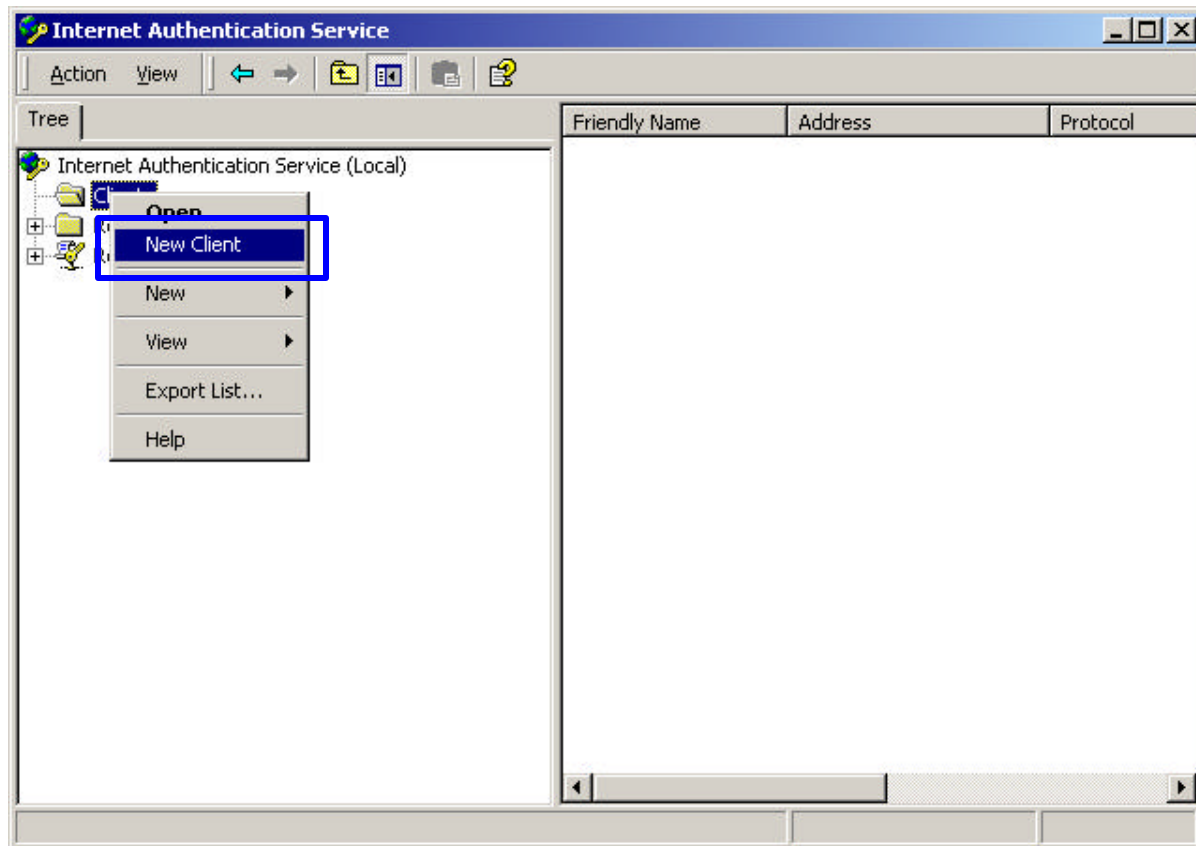 Internet Authentication Service
Action View
Tree
Friendly Name Address Protocol
Internet Authentication Service (Local)
Open
New Client
New
View
Export List...
Help